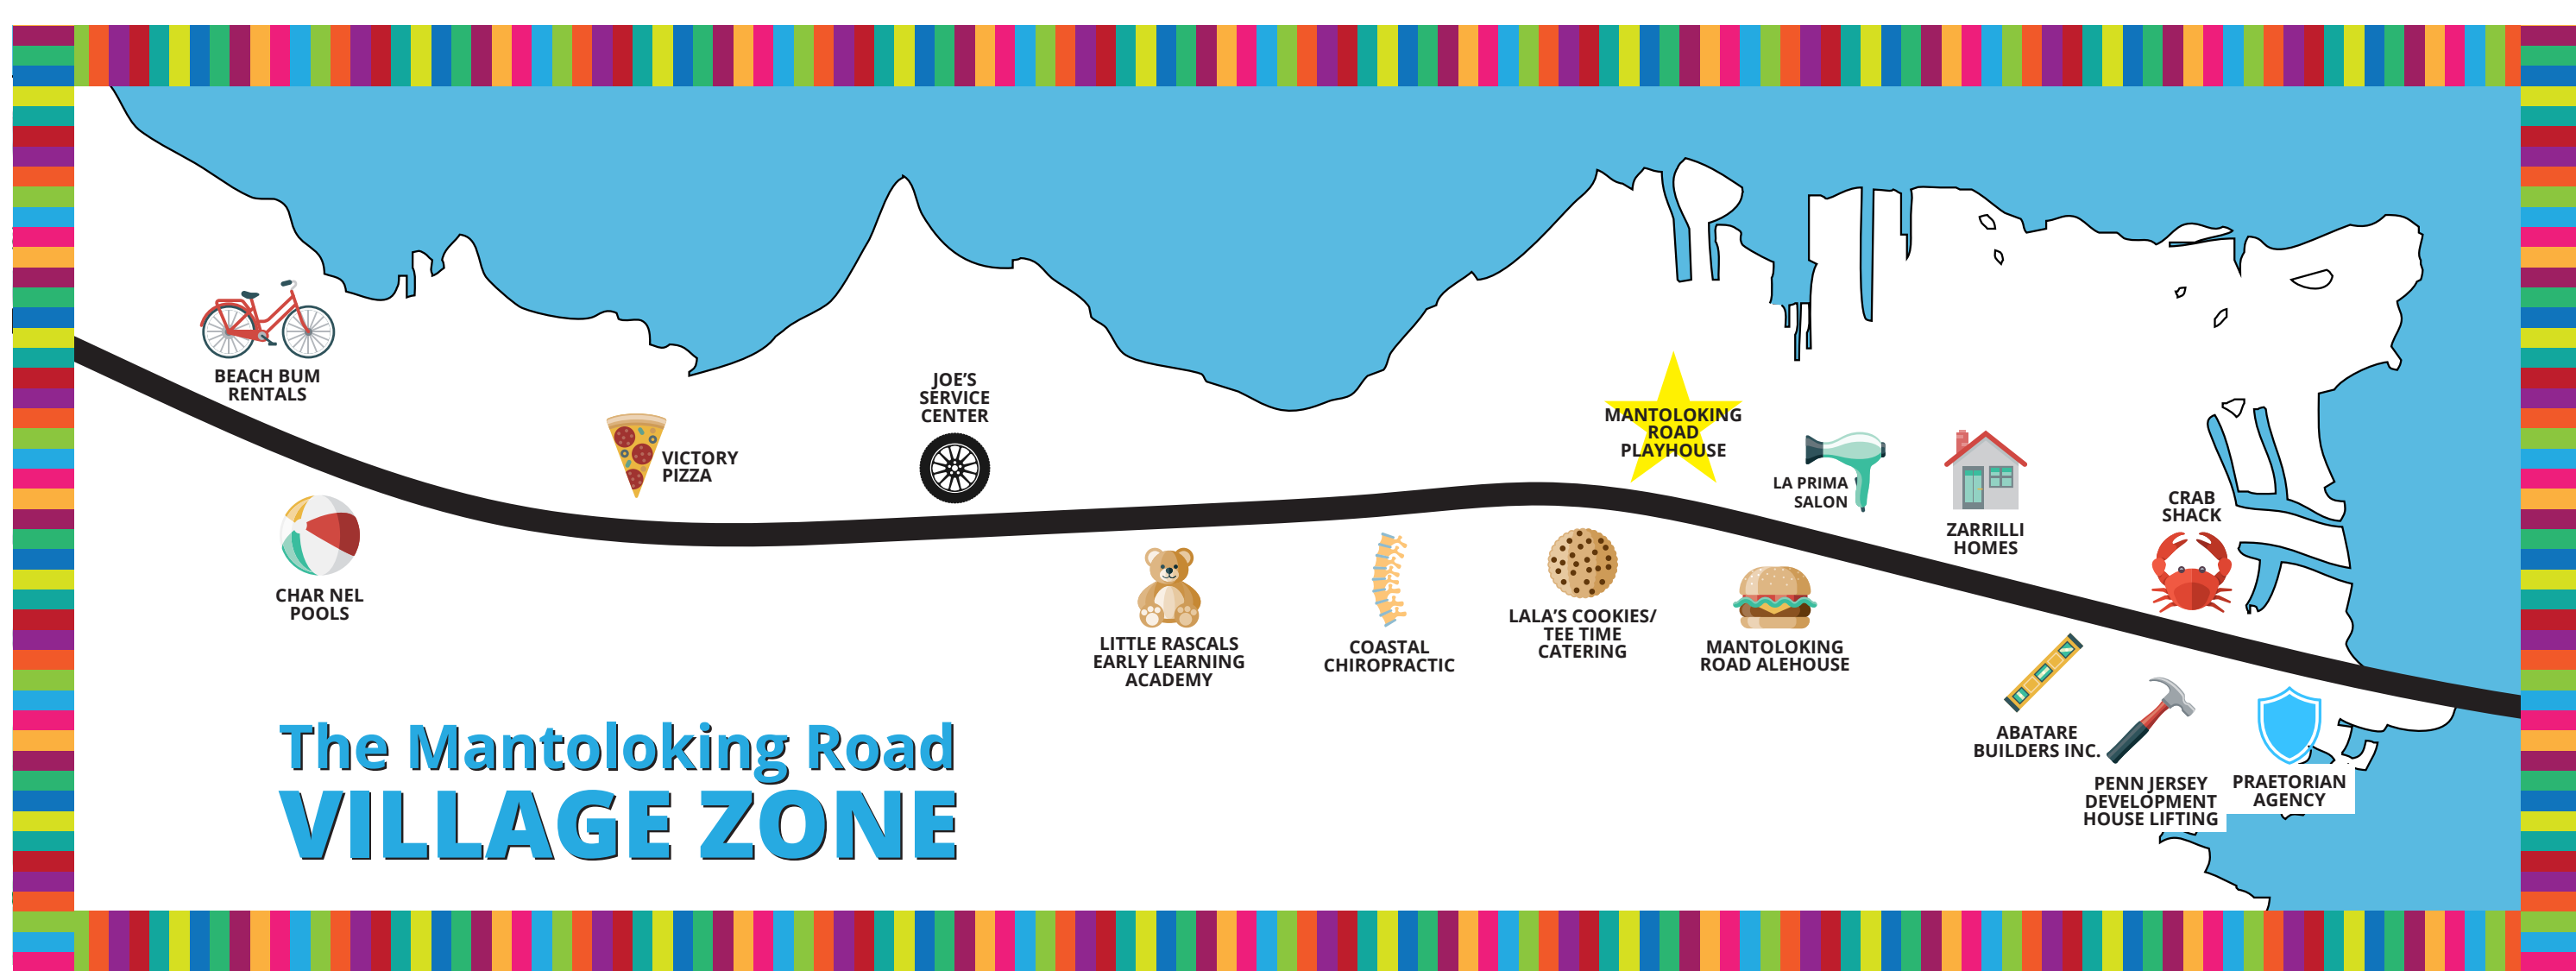 BEACH BUM
RENTALS
CHAR NEL
POOLS
VICTORY
PIZZA
JOE'S
SERVICE
CENTER
LITTLE RASCALS
EARLY LEARNING
ACADEMY
COASTAL
CHIROPRACTIC
LALA'S COOKIES/
TEE TIME
CATERING
MANTOLOKING
ROAD
PLAYHOUSE
MANTOLOKING
ROAD ALEHOUSE
LA PRIMA
SALON
ZARRILLI
HOMES
CRAB
SHACK
ABATARE
BUILDERS INC.
PENN JERSEY
DEVELOPMENT
HOUSE LIFTING
PRAETORIAN
AGENCY
The Mantoloking Road
VILLAGE ZONE